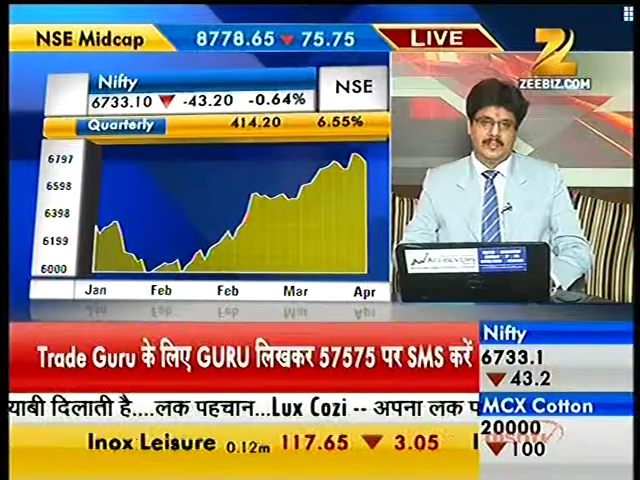 NSE Midcap 8778.65 75.75 LIVE
ZEEBIZ.COM
Nifty
6733.10 -43.20 -0.64%
NSE
Quarterly 414.20 6.55%
6797
6598
6398
6199
6000
Jan Feb Feb Mar Apr
Trade Guru के लिए GURU लिखकर 57575 पर SMS करें
Nifty
6733.1
43.2
याबी दिलाती है....लक पहचान...Lux Cozi -- अपना लक प
MCX Cotton
20000
100
Inox Leisure 0.12m 117.65 3.05